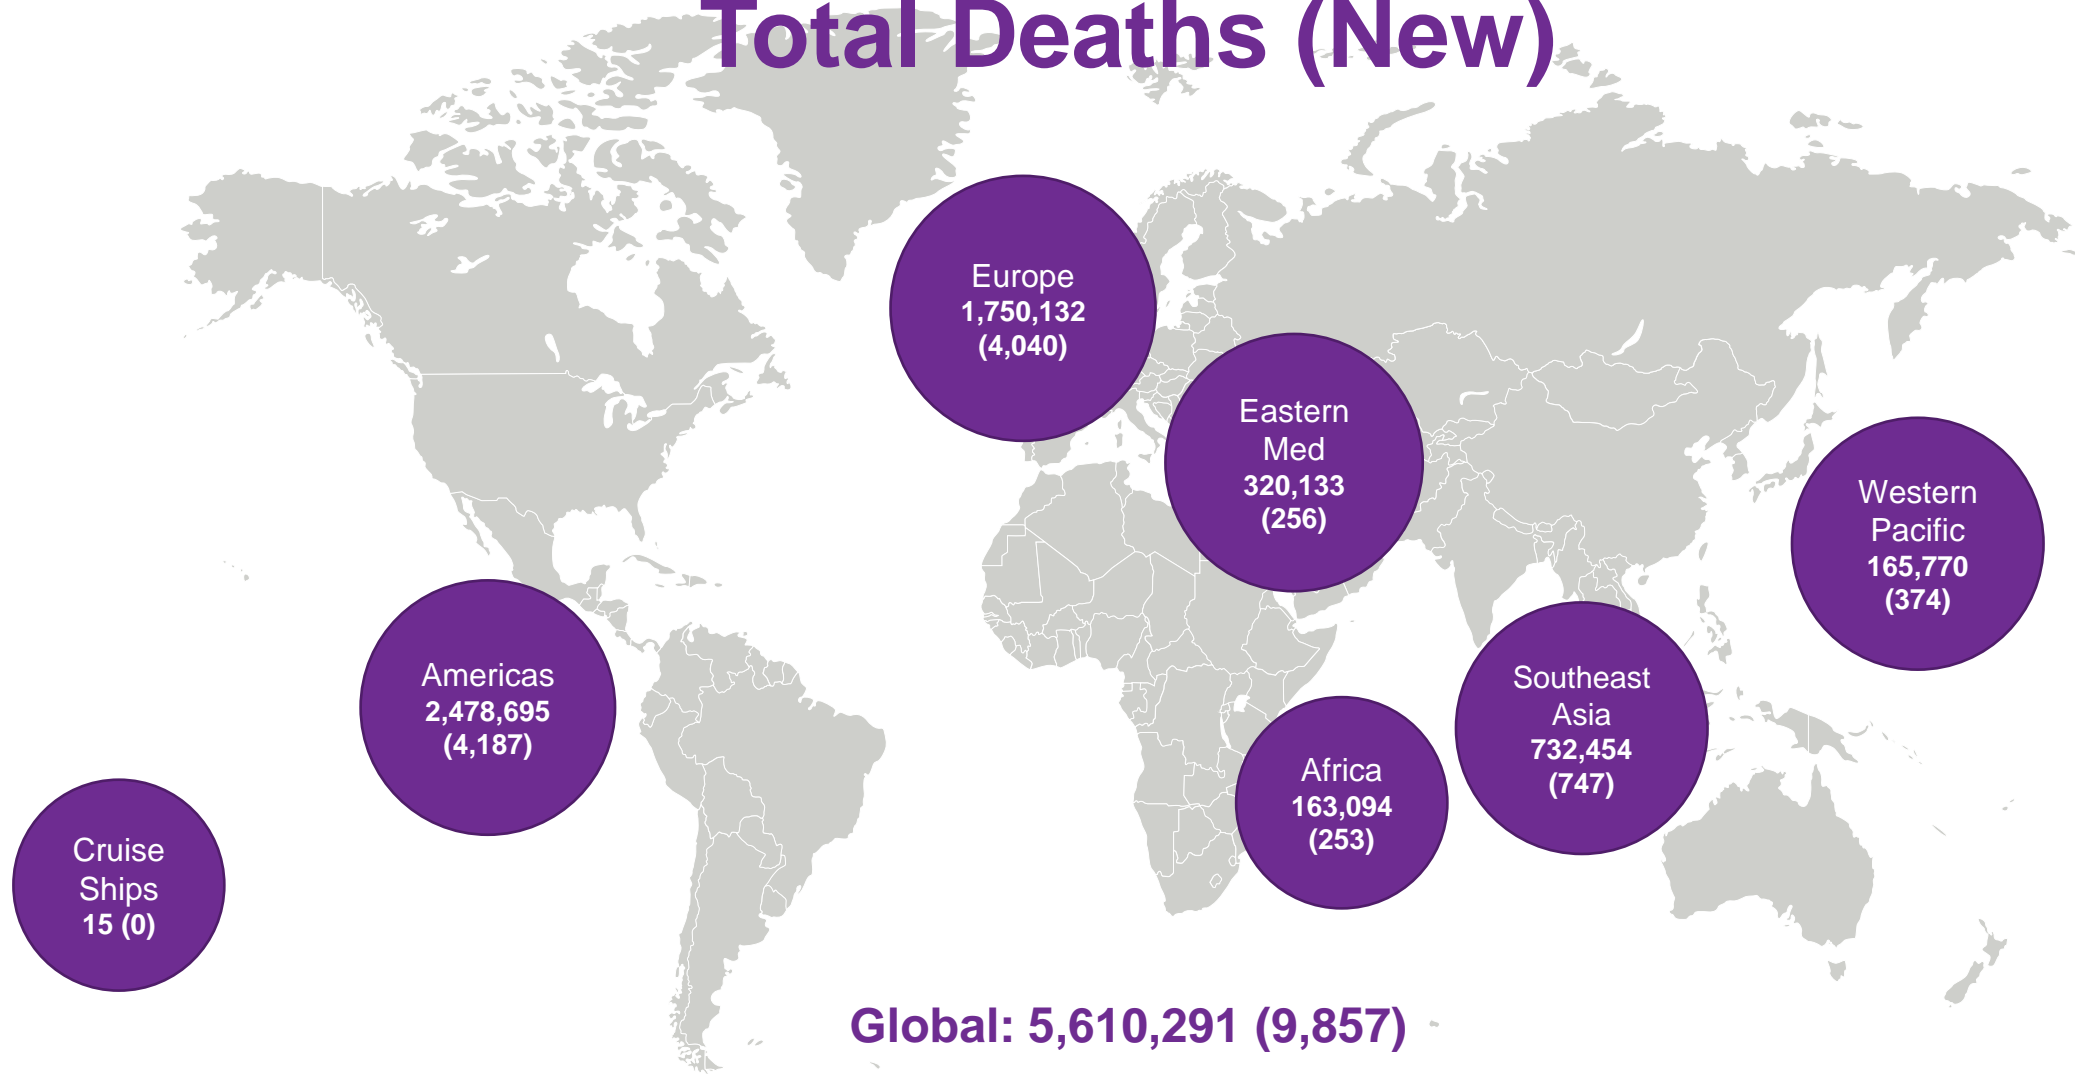 Total Deaths (New)
Europe
1,750,132
(4,040)
Eastern
Med
320,133
(256)
Western
Pacific
165,770
(374)
Americas
2,478,695
(4,187)
Southeast
Asia
732,454
(747)
Africa
163,094
(253)
Cruise
Ships
15 (0)
Global: 5,610,291 (9,857)